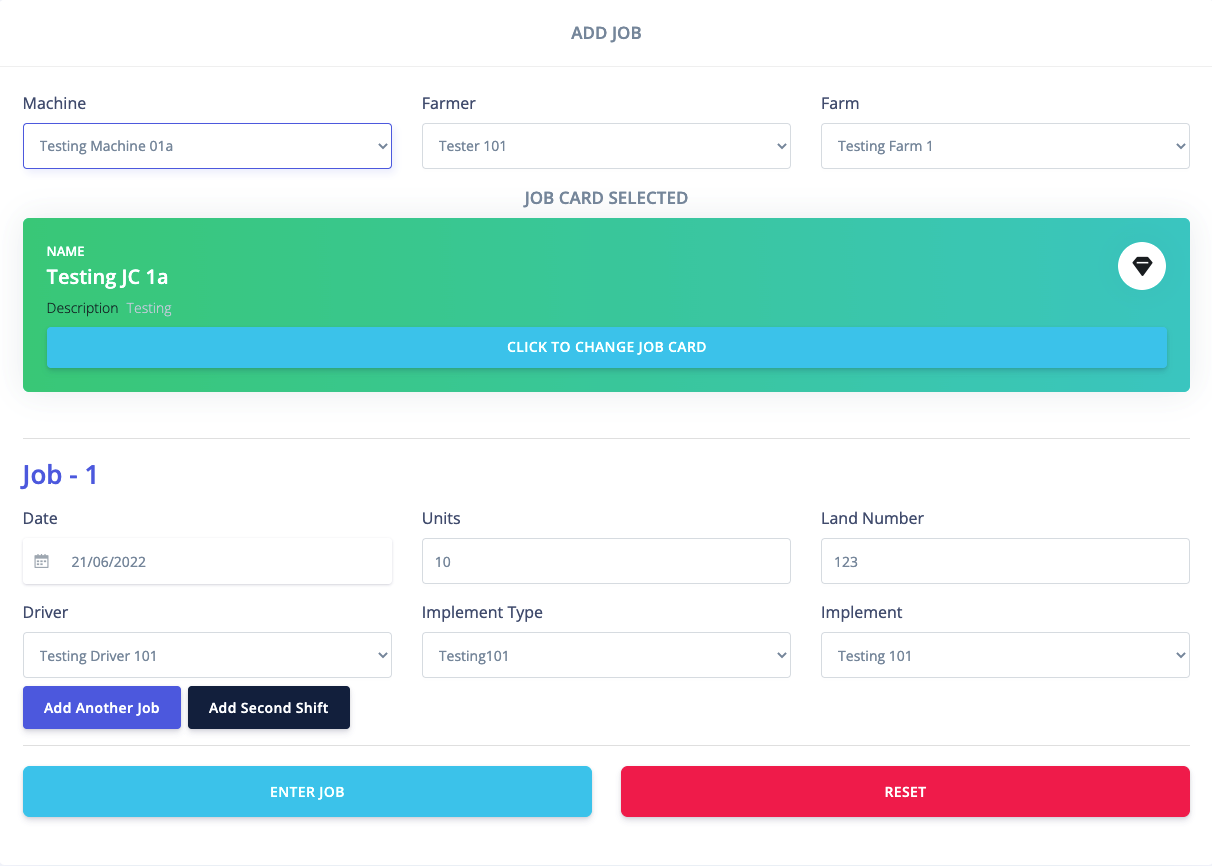 ADD JOB
Machine Farmer Farm
Testing Machine 01a Tester 101 Testing Farm 1
JOB CARD SELECTED
NAME
Testing JC 1a
Description Testing
CLICK TO CHANGE JOB CARD
Job - 1
Date Units Land Number
21/06/2022 10 123
Driver Implement Type Implement
Testing Driver 101 Testing101 Testing 101
Add Another Job Add Second Shift
ENTER JOB RESET